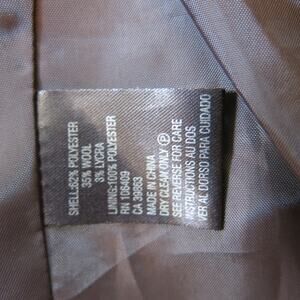 SHELL:62% POLYESTER
35% WOOL
3% LYCRA
LINING:100% POLYESTER
RN 106409
CA 39863
MADE IN CHINA
DRY CLEAN ONLY Ⓟ
SEE REVERSE FOR CARE
INSTRUCTIONS AU DOS
VER AL DORSO PARA CUIDADO